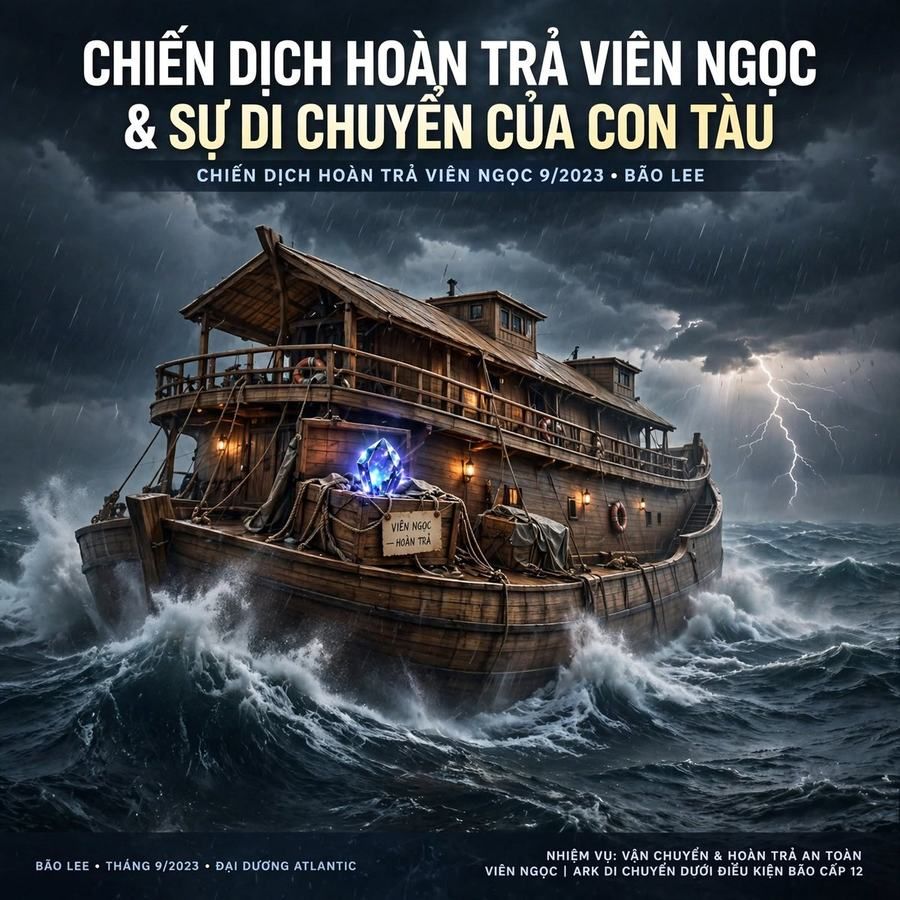 CHIẾN DỊCH HOÀN TRẢ VIÊN NGỌC
& SỰ DI CHUYỂN CỦA CON TÀU
CHIẾN DỊCH HOÀN TRẢ VIÊN NGỌC 9/2023 • BÃO LEE
VIÊN NGỌC
— HOÀN TRẢ
BÃO LEE • THÁNG 9/2023 • ĐẠI DƯƠNG ATLANTIC
NHIỆM VỤ: VẬN CHUYỂN & HOÀN TRẢ AN TOÀN
VIÊN NGỌC | ARK DI CHUYỂN DƯỚI ĐIỀU KIỆN BÃO CẤP 12